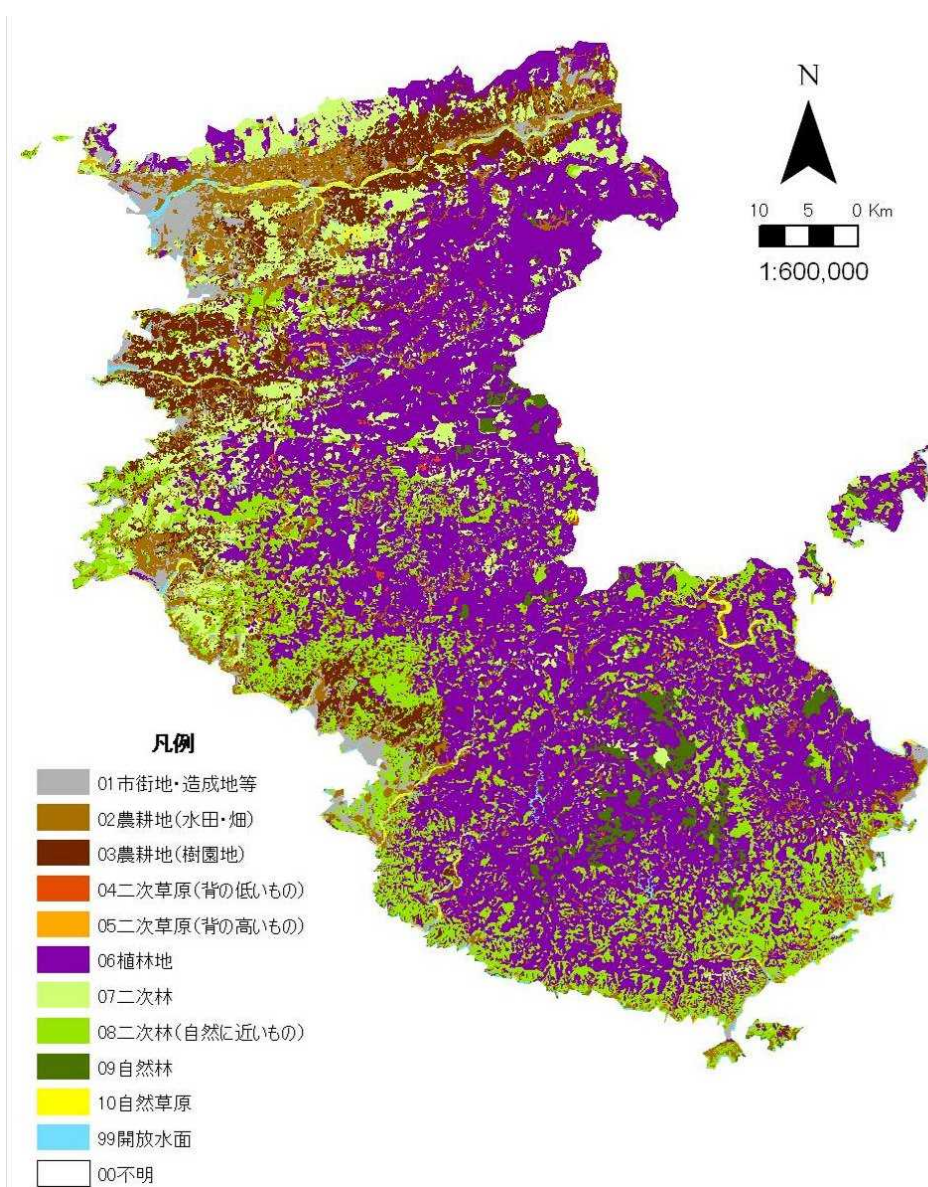 N
10 5 0 Km
1:600,000
凡例
01市街地・造成地等
02農耕地(水田・畑)
03農耕地(樹園地)
04二次草原(背の低いもの)
05二次草原(背の高いもの)
06植林地
07二次林
08二次林(自然に近いもの)
09自然林
10自然草原
99開放水面
00不明